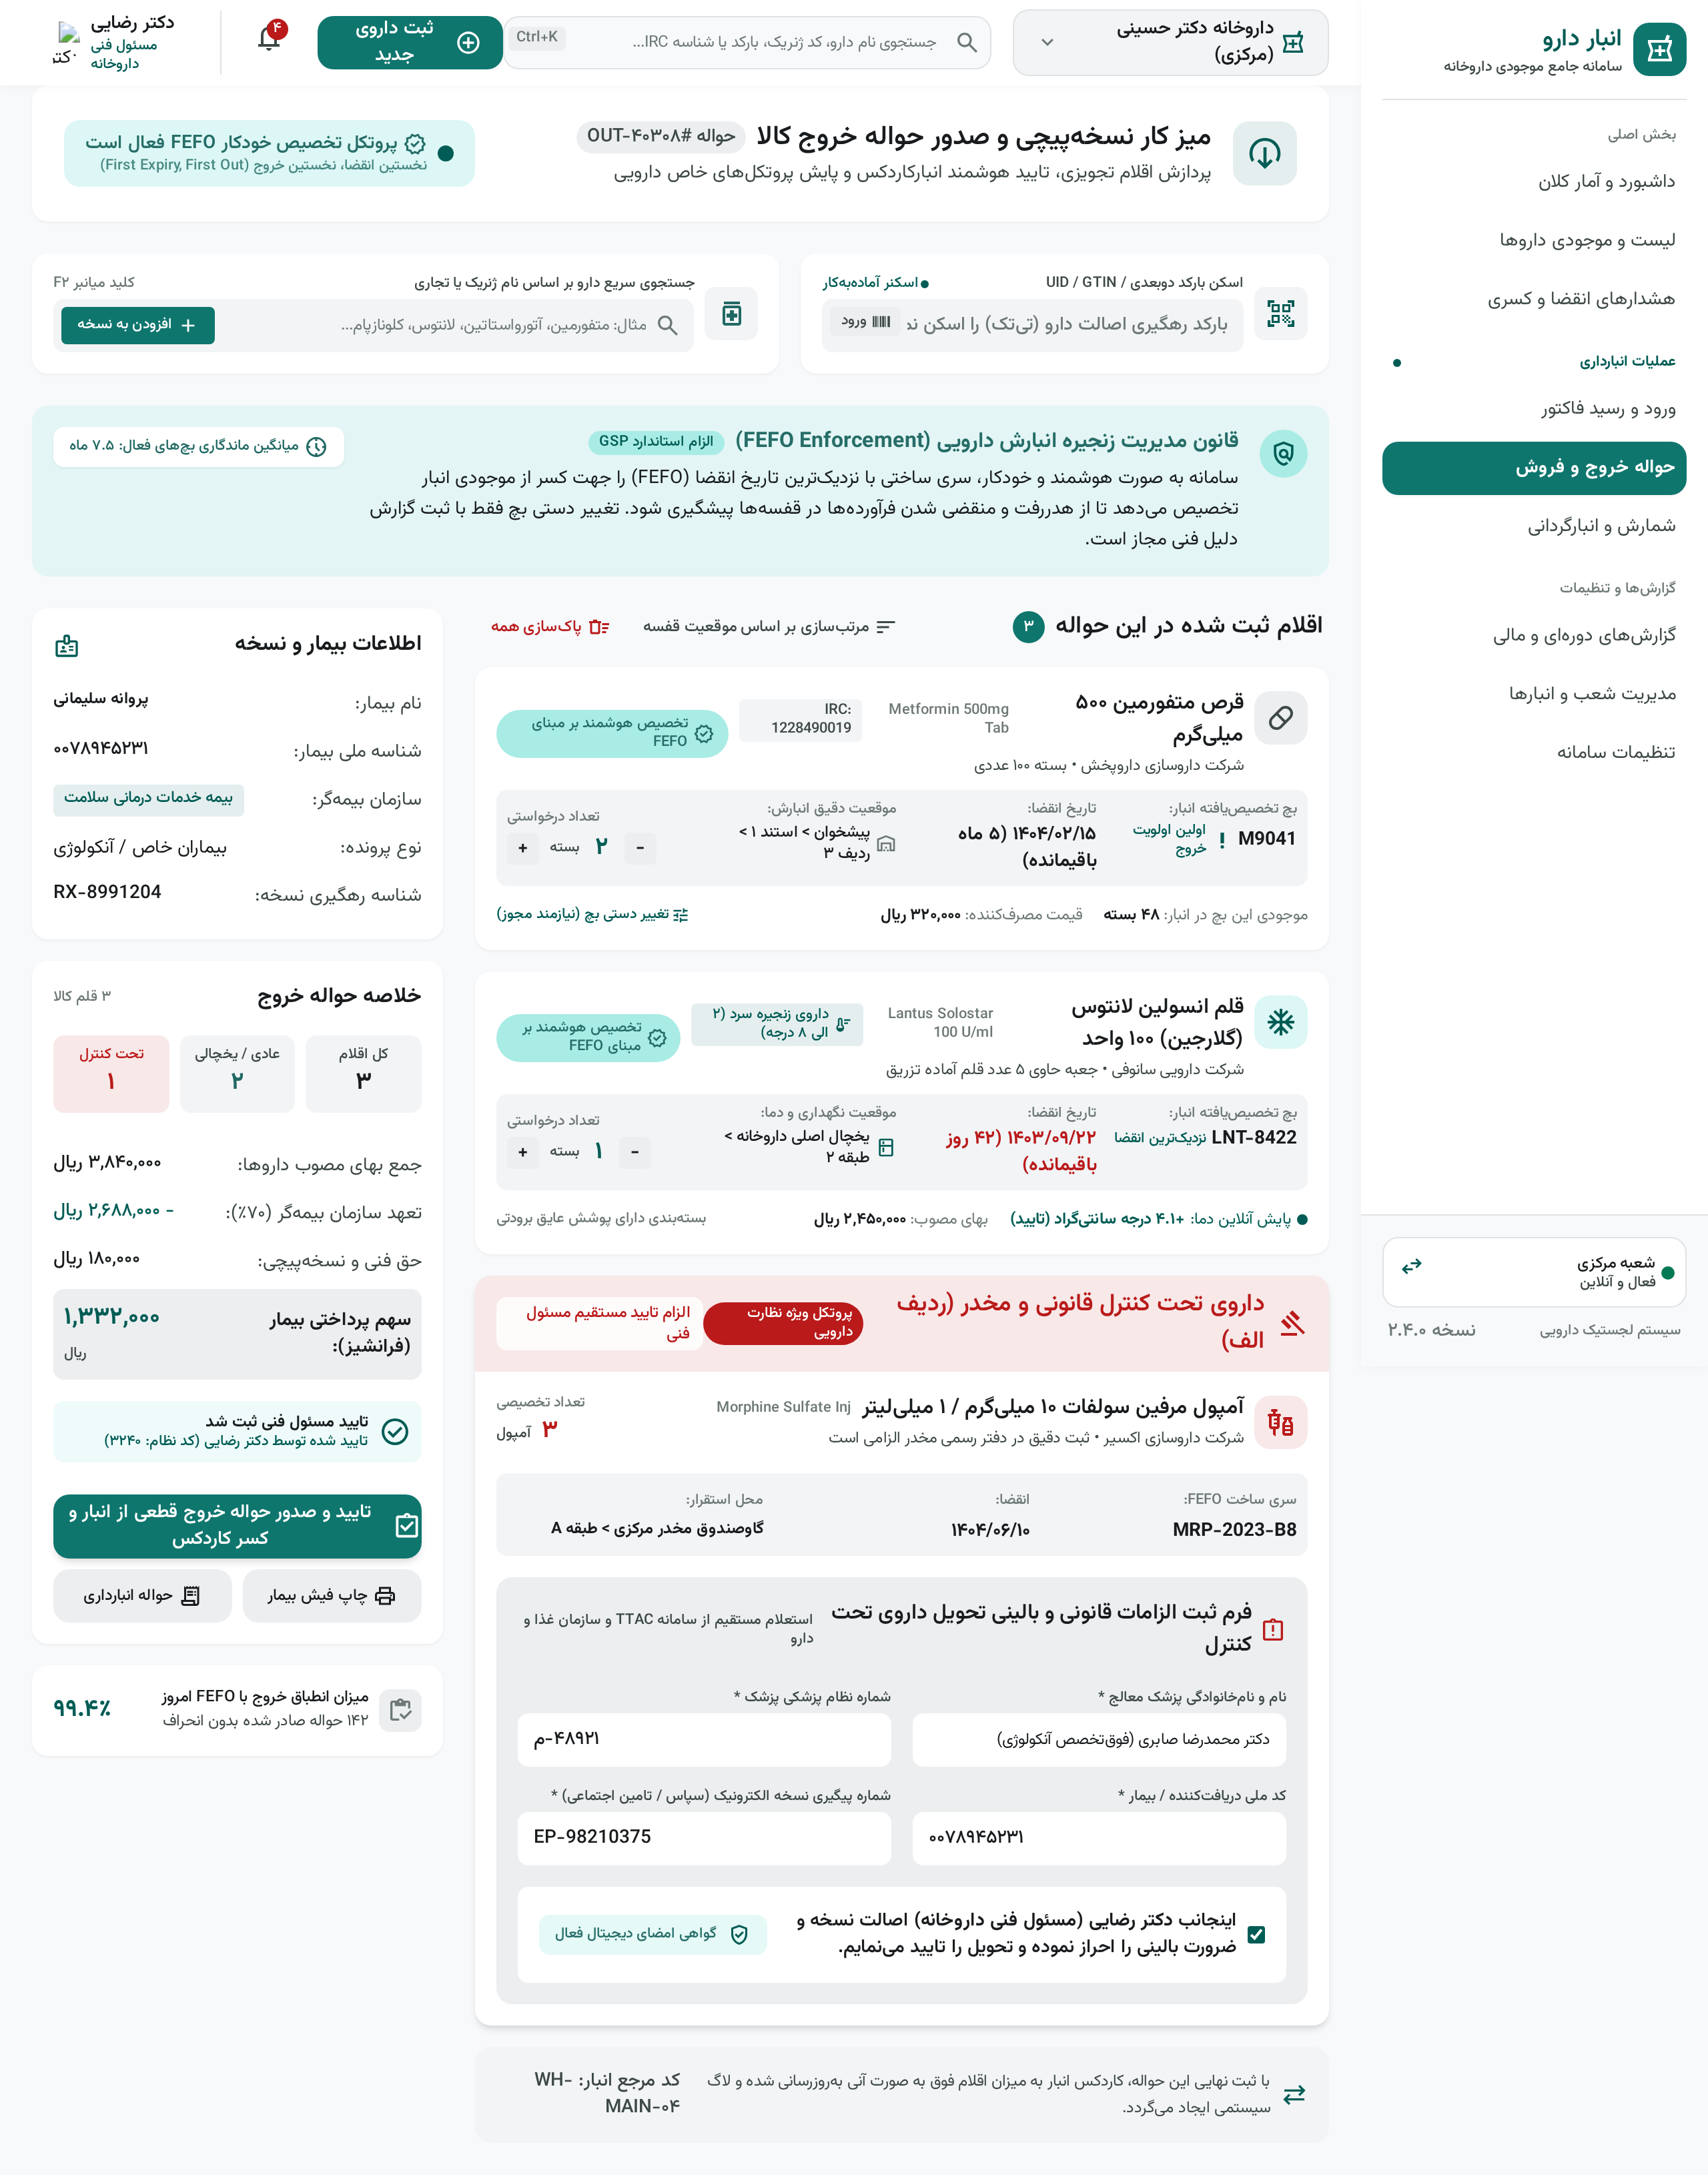 انبار دارو
سامانه جامع موجودی داروخانه
بخش اصلی
داشبورد و آمار کلان
لیست و موجودی داروها
هشدارهای انقضا و کسری
عملیات انبارداری
ورود و رسید فاکتور
حواله خروج و فروش
شمارش و انبارگردانی
گزارش‌ها و تنظیمات
گزارش‌های دوره‌ای و مالی
مدیریت شعب و انبارها
تنظیمات سامانه
شعبه مرکزی
فعال و آنلاین
سیستم لجستیک دارویی
نسخه ۲.۴.۰
داروخانه دکتر حسینی
(مرکزی)
جستجوی نام دارو، کد ژنریک، بارکد یا شناسه IRC...
Ctrl+K
ثبت داروی
جدید
۴
دکتر رضایی
مسئول فنی
داروخانه
میز کار نسخه‌پیچی و صدور حواله خروج کالا
حواله #OUT-۴۰۳۰۸
پردازش اقلام تجویزی، تایید هوشمند انبارکاردکس و پایش پروتکل‌های خاص دارویی
پروتکل تخصیص خودکار FEFO فعال است
نخستین انقضا، نخستین خروج (First Expiry, First Out)
اسکن بارکد دوبعدی / UID / GTIN
اسکنر آماده‌به‌کار
بارکد رهگیری اصالت دارو (تی‌تک) را اسکن
ورود
جستجوی سریع دارو بر اساس نام ژنریک یا تجاری
کلید میانبر F۲
مثال: متفورمین، آتورواستاتین، لانتوس، کلونازپام...
افزودن به نسخه
قانون مدیریت زنجیره انبارش دارویی (FEFO Enforcement)
الزام استاندارد GSP
سامانه به صورت هوشمند و خودکار، سری ساختی با نزدیک‌ترین تاریخ انقضا (FEFO) را جهت کسر از موجودی انبار
تخصیص می‌دهد تا از هدررفت و منقضی شدن فرآورده‌ها در قفسه‌ها پیشگیری شود. تغییر دستی بچ فقط با ثبت گزارش
دلیل فنی مجاز است.
میانگین ماندگاری بچ‌های فعال: ۷.۵ ماه
اقلام ثبت شده در این حواله
۳
مرتب‌سازی بر اساس موقعیت قفسه
پاک‌سازی همه
قرص متفورمین ۵۰۰
میلی‌گرم
Metformin 500mg
Tab
IRC:
1228490019
تخصیص هوشمند بر مبنای
FEFO
شرکت داروسازی داروپخش • بسته ۱۰۰ عددی
بچ تخصیص‌یافته انبار:
M9041
اولین اولویت
خروج
تاریخ انقضا:
۱۴۰۴/۰۲/۱۵ (۵ ماه
باقیمانده)
موقعیت دقیق انبارش:
پیشخوان > استند ۱ >
ردیف ۳
تعداد درخواستی
- ۲ بسته +
موجودی این بچ در انبار: ۴۸ بسته
قیمت مصرف‌کننده: ۳۲۰,۰۰۰ ریال
تغییر دستی بچ (نیازمند مجوز)
قلم انسولین لانتوس
(گلارجین) ۱۰۰ واحد
Lantus Solostar
100 U/ml
داروی زنجیره سرد (۲
الی ۸ درجه)
تخصیص هوشمند بر
مبنای FEFO
شرکت دارویی سانوفی • جعبه حاوی ۵ عدد قلم آماده تزریق
بچ تخصیص‌یافته انبار:
LNT-8422 نزدیک‌ترین انقضا
تاریخ انقضا:
۱۴۰۳/۰۹/۲۲ (۴۲ روز
باقیمانده)
موقعیت نگهداری و دما:
یخچال اصلی داروخانه >
طبقه ۲
تعداد درخواستی
- ۱ بسته +
پایش آنلاین دما: +۴.۱ درجه سانتی‌گراد (تایید)
بهای مصوب: ۲,۴۵۰,۰۰۰ ریال
بسته‌بندی دارای پوشش عایق برودتی
داروی تحت کنترل قانونی و مخدر (ردیف
الف)
پروتکل ویژه نظارت
دارویی
الزام تایید مستقیم مسئول
فنی
آمپول مرفین سولفات ۱۰ میلی‌گرم / ۱ میلی‌لیتر
Morphine Sulfate Inj
شرکت داروسازی اکسیر • ثبت دقیق در دفتر رسمی مخدر الزامی است
تعداد تخصیصی
۳ آمپول
سری ساخت FEFO:
MRP-2023-B8
انقضا:
۱۴۰۴/۰۶/۱۰
محل استقرار:
گاوصندوق مخدر مرکزی > طبقه A
فرم ثبت الزامات قانونی و بالینی تحویل داروی تحت
کنترل
استعلام مستقیم از سامانه TTAC و سازمان غذا و
دارو
نام و نام‌خانوادگی پزشک معالج *
دکتر محمدرضا صابری (فوق‌تخصص آنکولوژی)
شماره نظام پزشکی پزشک *
۴۸۹۲۱-م
کد ملی دریافت‌کننده / بیمار *
۰۰۷۸۹۴۵۲۳۱
شماره پیگیری نسخه الکترونیک (سپاس / تامین اجتماعی) *
EP-98210375
اینجانب دکتر رضایی (مسئول فنی داروخانه) اصالت نسخه و
ضرورت بالینی را احراز نموده و تحویل را تایید می‌نمایم.
گواهی امضای دیجیتال فعال
با ثبت نهایی این حواله، کاردکس انبار به میزان اقلام فوق به صورت آنی به‌روزرسانی شده و لاگ
سیستمی ایجاد می‌گردد.
کد مرجع انبار: WH-
MAIN-۰۴
اطلاعات بیمار و نسخه
نام بیمار:
پروانه سلیمانی
شناسه ملی بیمار:
۰۰۷۸۹۴۵۲۳۱
سازمان بیمه‌گر:
بیمه خدمات درمانی سلامت
نوع پرونده:
بیماران خاص / آنکولوژی
شناسه رهگیری نسخه:
RX-8991204
خلاصه حواله خروج
۳ قلم کالا
کل اقلام
۳
عادی / یخچالی
۲
تحت کنترل
۱
جمع بهای مصوب داروها:
۳,۸۴۰,۰۰۰ ریال
تعهد سازمان بیمه‌گر (۷۰٪):
- ۲,۶۸۸,۰۰۰ ریال
حق فنی و نسخه‌پیچی:
۱۸۰,۰۰۰ ریال
سهم پرداختی بیمار
(فرانشیز):
۱,۳۳۲,۰۰۰
ریال
تایید مسئول فنی ثبت شد
تایید شده توسط دکتر رضایی (کد نظام: ۳۲۴۰)
تایید و صدور حواله خروج قطعی از انبار و
کسر کاردکس
چاپ فیش بیمار
حواله انبارداری
میزان انطباق خروج با FEFO امروز
۱۴۲ حواله صادر شده بدون انحراف
۹۹.۴٪